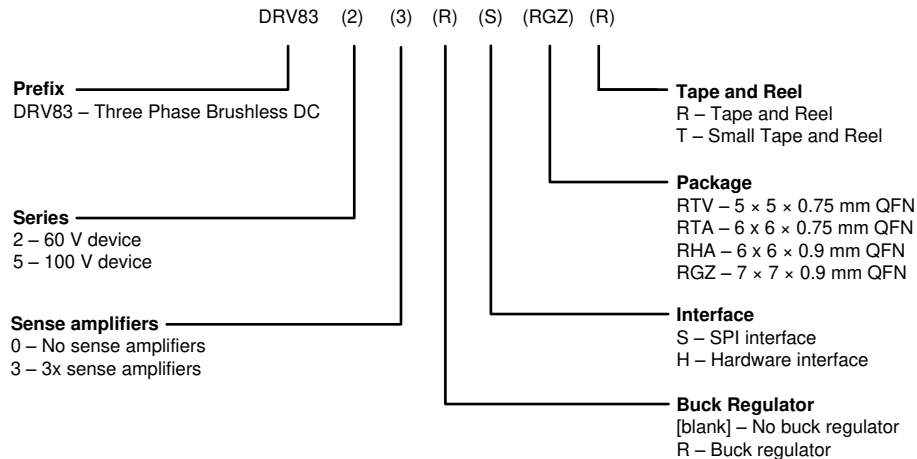 DRV83 (2) (3) (R) (S) (RGZ) (R)
Prefix
DRV83 – Three Phase Brushless DC
Series
2 – 60 V device
5 – 100 V device
Sense amplifiers
0 – No sense amplifiers
3 – 3x sense amplifiers
Tape and Reel
R – Tape and Reel
T – Small Tape and Reel
Package
RTV – 5 × 5 × 0.75 mm QFN
RTA – 6 x 6 × 0.75 mm QFN
RHA – 6 x 6 × 0.9 mm QFN
RGZ – 7 × 7 × 0.9 mm QFN
Interface
S – SPI interface
H – Hardware interface
Buck Regulator
[blank] – No buck regulator
R – Buck regulator